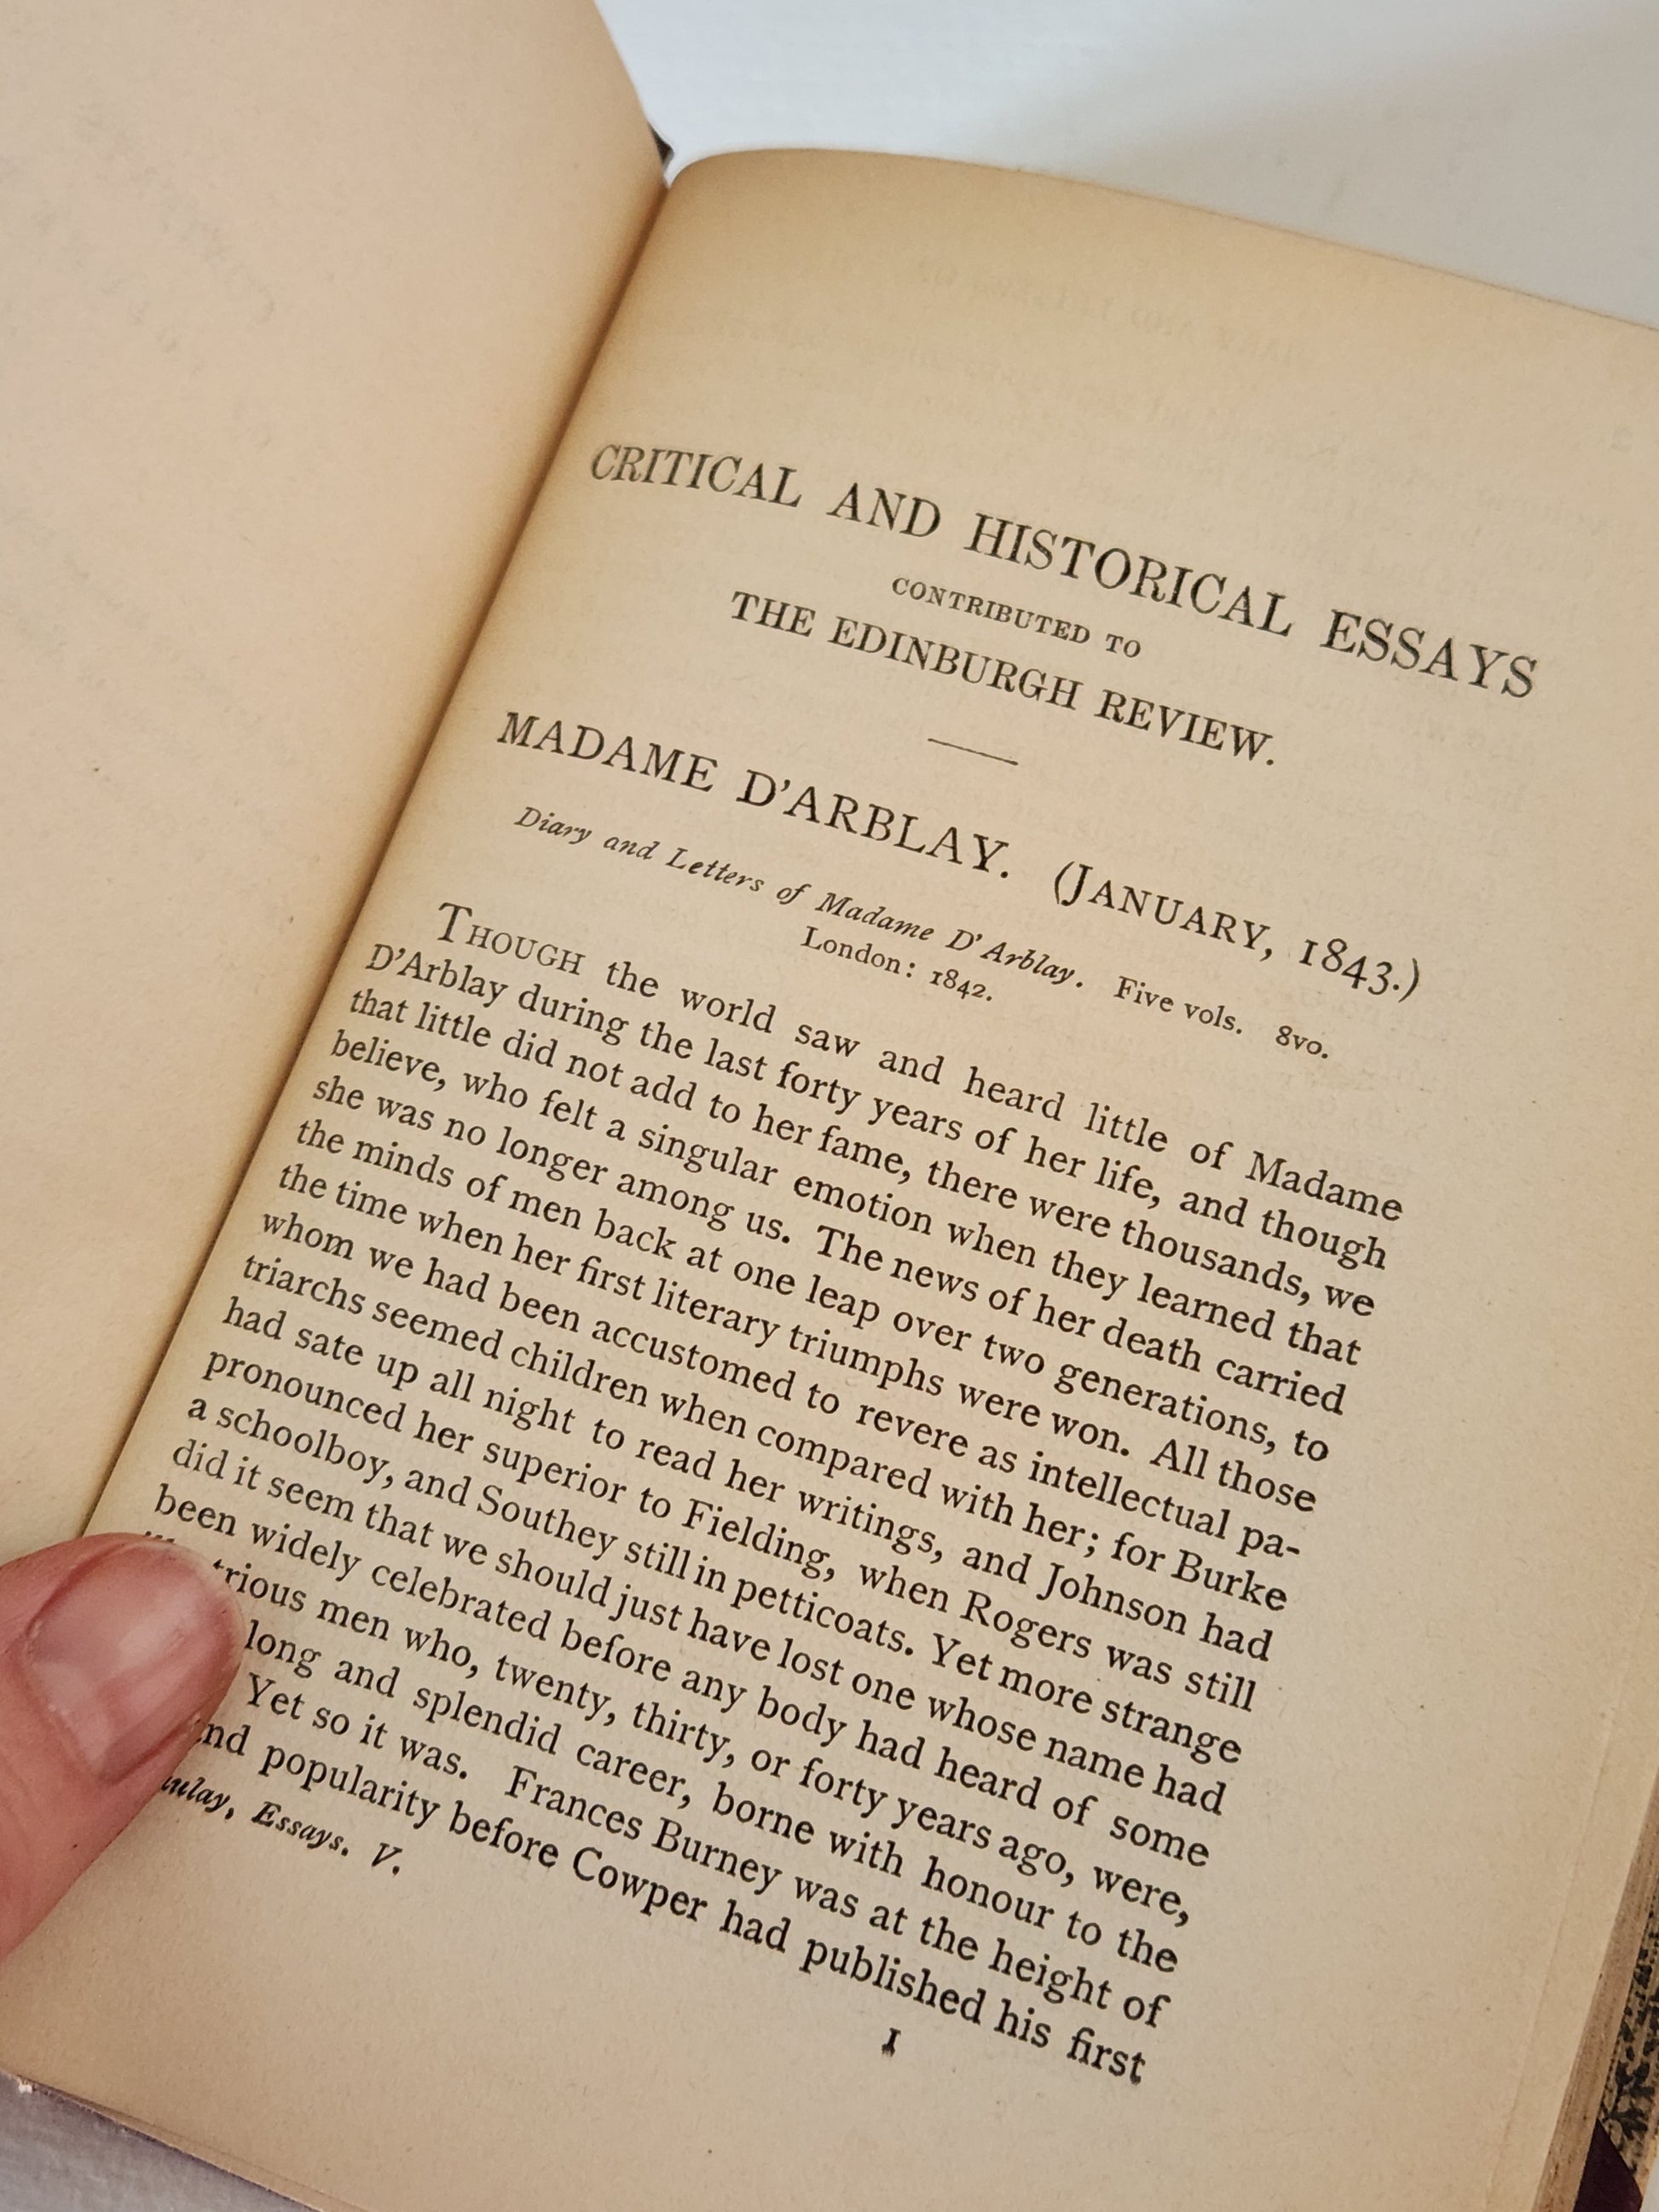 CRITICAL AND HISTORICAL ESSAYS
CONTRIBUTED TO
THE EDINBURGH REVIEW.
MADAME D'ARBLAY. (JANUARY, 1843.)
Diary and Letters of Madame D'Arblay. Five vols. 8vo.
London: 1842.
THOUGH the world saw and heard little of Madame
D'Arblay during the last forty years of her life, and though
that little did not add to her fame, there were thousands, we
believe, who felt a singular emotion when they learned that
she was no longer among us. The news of her death carried
the minds of men back at one leap over two generations, to
the time when her first literary triumphs were won. All those
whom we had been accustomed to revere as intellectual pa-
triarchs seemed children when compared with her; for Burke
had sate up all night to read her writings, and Johnson had
pronounced her superior to Fielding, when Rogers was still
a schoolboy, and Southey still in petticoats. Yet more strange
did it seem that we should just have lost one whose name had
been widely celebrated before any body had heard of some
men who, twenty, thirty, or forty years ago, were,
long and splendid career, borne with honour to the
Yet so it was. Frances Burney was at the height of
popularity before Cowper had published his first
Essays. V.
1